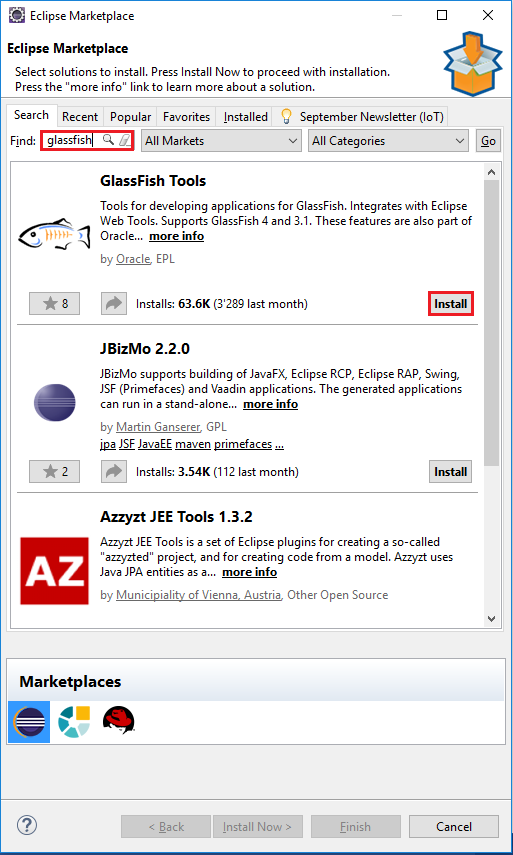 Eclipse Marketplace
Eclipse Marketplace
Select solutions to install. Press Install Now to proceed with installation.
Press the "more info" link to learn more about a solution.
Search Recent Popular Favorites Installed September Newsletter (IoT)
Find: glassfish All Markets All Categories Go
GlassFish Tools
Tools for developing applications for GlassFish. Integrates with Eclipse
Web Tools. Supports GlassFish 4 and 3.1. These features are also part of
Oracle... more info
by Oracle, EPL
8 Installs: 63.6K (3'289 last month) Install
JBizMo 2.2.0
JBizMo supports building of JavaFX, Eclipse RCP, Eclipse RAP, Swing,
JSF (Primefaces) and Vaadin applications. The generated applications
can run in a stand-alone... more info
by Martin Ganserer, GPL
jpa JSF JavaEE maven primefaces ...
2 Installs: 3.54K (112 last month) Install
Azzyzt JEE Tools 1.3.2
Azzyzt JEE Tools is a set of Eclipse plugins for creating a so-called
"azzyzted" project, and for creating code from a model. Azzyzt uses
Java JPA entities as a... more info
AZ
by Municipiality of Vienna, Austria, Other Open Source
Marketplaces
? < Back Install Now > Finish Cancel